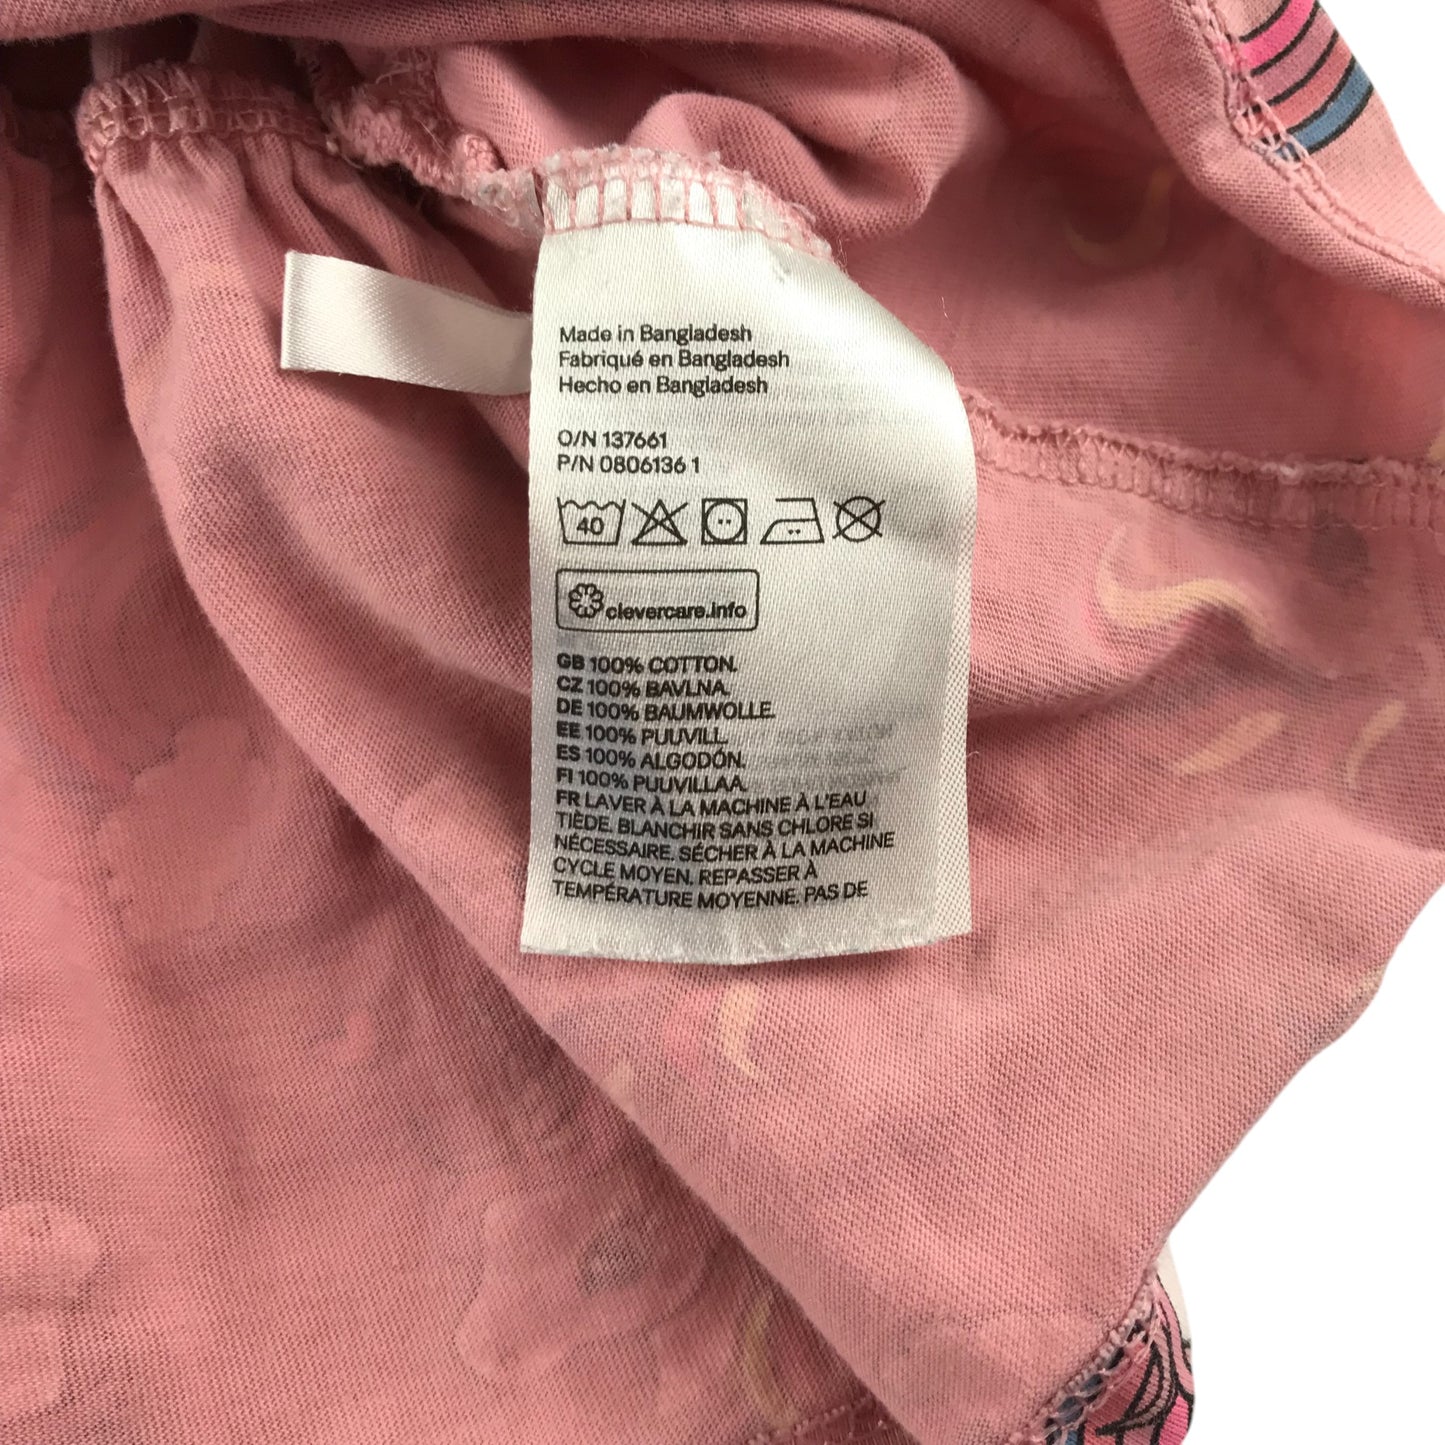 Made in Bangladesh
Fabriqué en Bangladesh
Hecho en Bangladesh
O/N 137661
P/N 0806136 1
40
clevercare.info
GB 100% COTTON.
CZ 100% BAVLNA.
DE 100% BAUMWOLLE.
EE 100% PUUVILL.
ES 100% ALGODÓN.
FI 100% PUUVILLAA.
FR LAVER À LA MACHINE À L'EAU
TIÈDE. BLANCHIR SANS CHLORE SI
NÉCESSAIRE. SÉCHER À LA MACHINE
CYCLE MOYEN. REPASSER À
TEMPÉRATURE MOYENNE. PAS DE